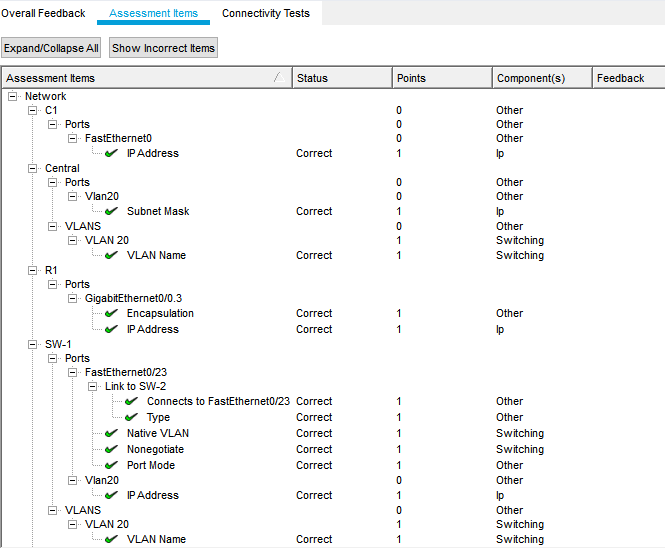 Overall Feedback Assessment Items Connectivity Tests
Expand/Collapse All Show Incorrect Items
Assessment Items Status Points Component(s) Feedback
Network
C1 0 Other
Ports 0 Other
FastEthernet0 0 Other
IP Address Correct 1 Ip
Central
Ports 0 Other
Vlan20 0 Other
Subnet Mask Correct 1 Ip
VLANS 0 Other
VLAN 20 1 Switching
VLAN Name Correct 1 Switching
R1
Ports
GigabitEthernet0/0.3
Encapsulation Correct 1 Other
IP Address Correct 1 Ip
SW-1
Ports
FastEthernet0/23
Link to SW-2
Connects to FastEthernet0/23 Correct 1 Other
Type Correct 1 Other
Native VLAN Correct 1 Switching
Nonegotiate Correct 1 Switching
Port Mode Correct 1 Other
Vlan20 0 Other
IP Address Correct 1 Ip
VLANS 0 Other
VLAN 20 1 Switching
VLAN Name Correct 1 Switching